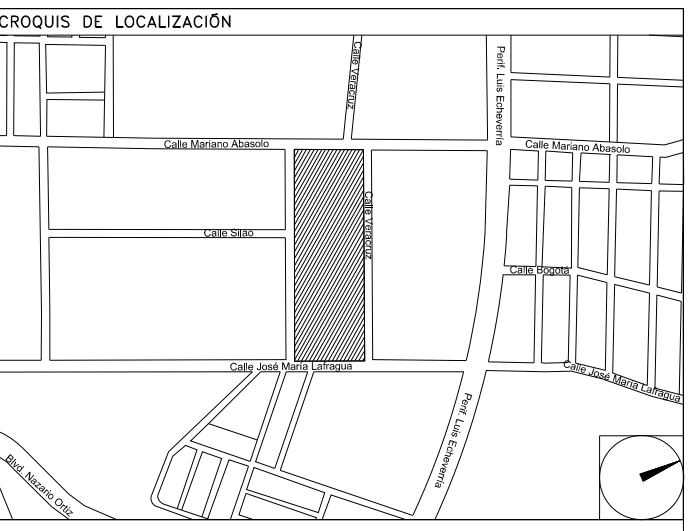 CROQUIS DE LOCALIZACIÓN
Calle Veracruz
Perif. Luis Echeverría
Calle Mariano Abasolo
Calle Mariano Abasolo
Calle Veracruz
Calle Silao
Calle Bogotá
Calle José María Lafragua
Calle José María Lafragua
Perif. Luis Echeverría
Blvd. Nazario Ortiz